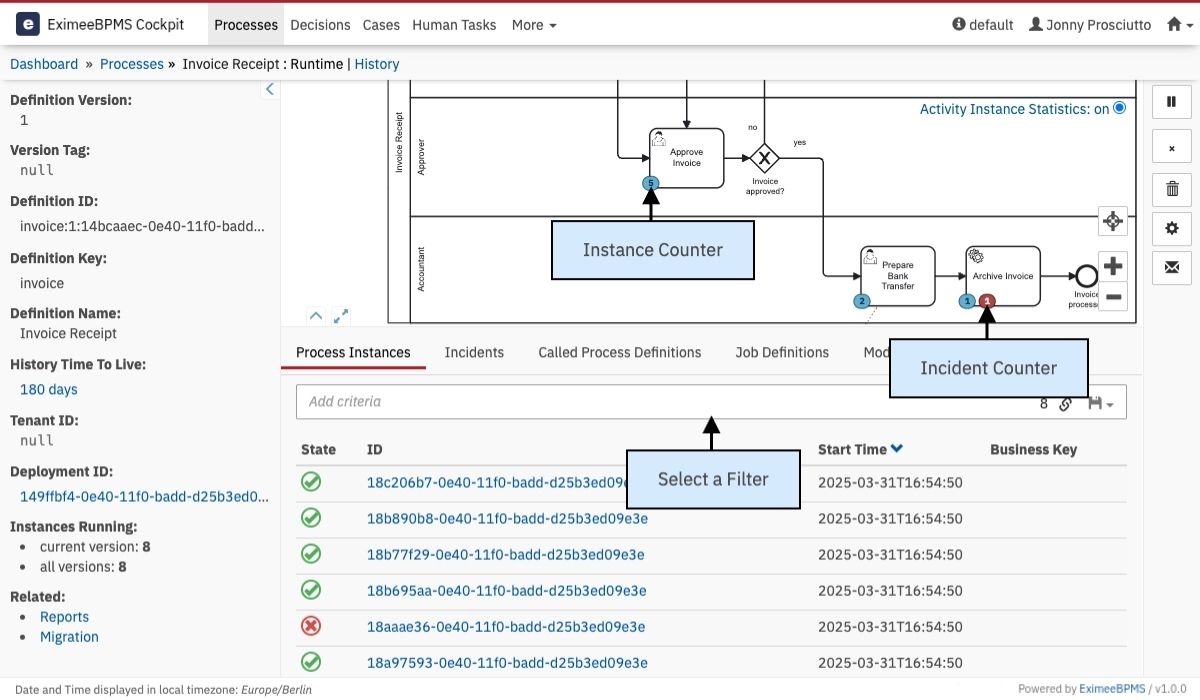 e EximeeBPMS Cockpit Processes Decisions Cases Human Tasks More default Jonny Prosciutto
Dashboard » Processes » Invoice Receipt : Runtime | History
Definition Version:
1
Version Tag:
null
Definition ID:
invoice:1:14bcaaec-0e40-11f0-badd...
Definition Key:
invoice
Definition Name:
Invoice Receipt
History Time To Live:
180 days
Tenant ID:
null
Deployment ID:
149ffbf4-0e40-11f0-badd-d25b3ed0...
Instances Running:
current version: 8
all versions: 8
Related:
Reports
Migration
Activity Instance Statistics: on
Invoice Receipt
Approver
Approve
Invoice
5
no
yes
Invoice
approved?
Instance Counter
Accountant
Prepare
Bank
Transfer
2
Archive Invoice
1 1
Invoice
process
Incident Counter
Process Instances Incidents Called Process Definitions Job Definitions Mod
Add criteria 8
Select a Filter
State ID Start Time Business Key
18c206b7-0e40-11f0-badd-d25b3ed09e 2025-03-31T16:54:50
18b890b8-0e40-11f0-badd-d25b3ed09e3e 2025-03-31T16:54:50
18b77f29-0e40-11f0-badd-d25b3ed09e3e 2025-03-31T16:54:50
18b695aa-0e40-11f0-badd-d25b3ed09e3e 2025-03-31T16:54:50
18aaae36-0e40-11f0-badd-d25b3ed09e3e 2025-03-31T16:54:50
18a97593-0e40-11f0-badd-d25b3ed09e3e 2025-03-31T16:54:50
Date and Time displayed in local timezone: Europe/Berlin Powered by EximeeBPMS / v1.0.0